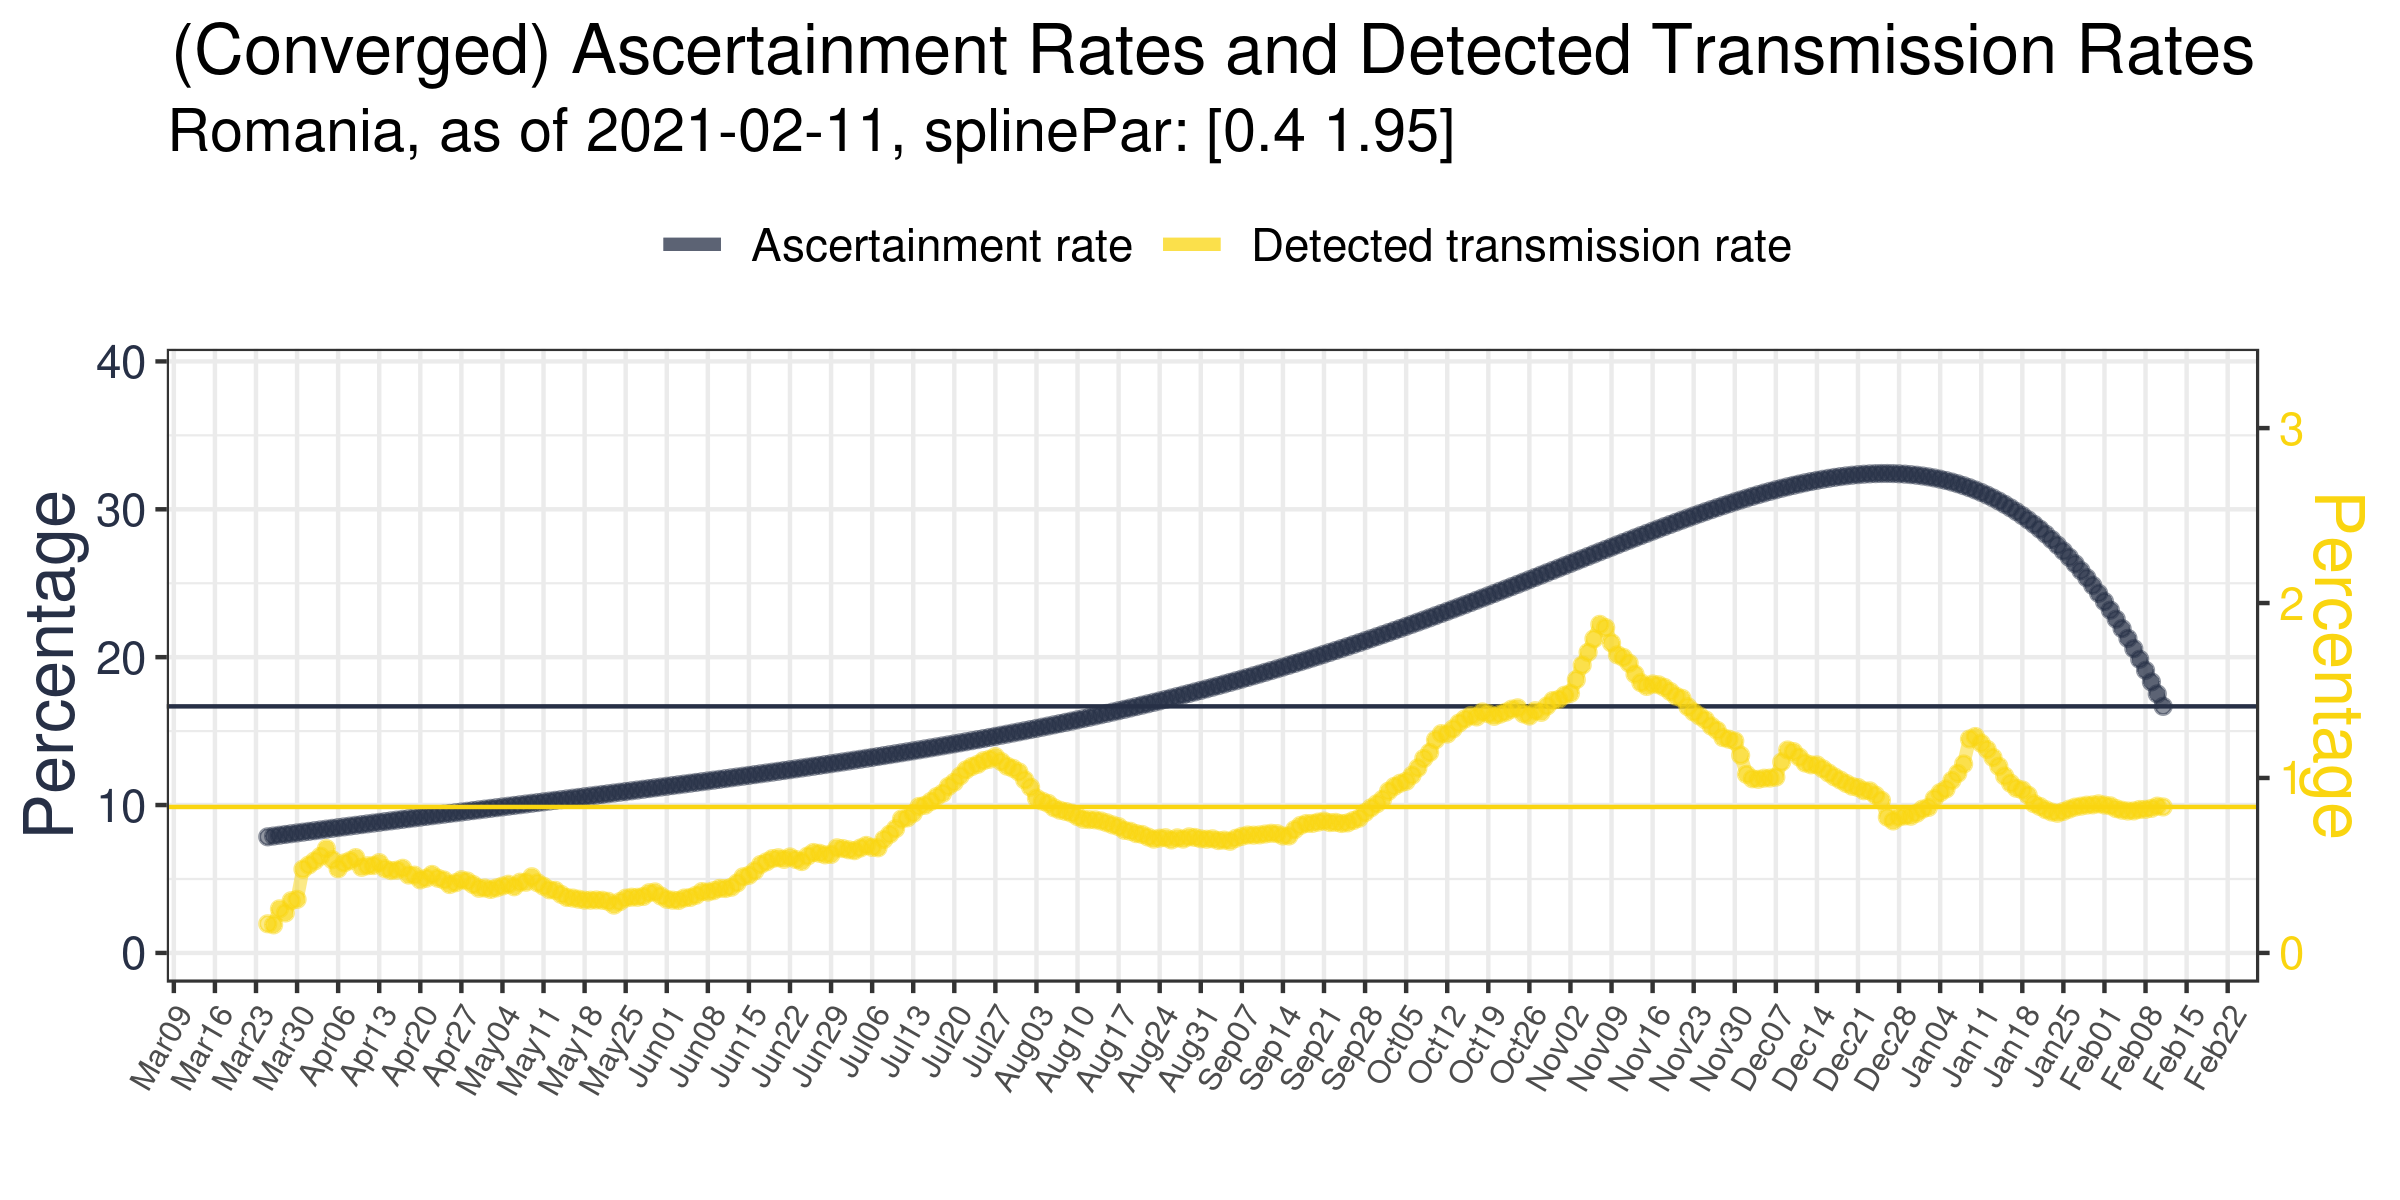 (Converged) Ascertainment Rates and Detected Transmission Rates
Romania, as of 2021-02-11, splinePar: [0.4 1.95]
Ascertainment rate Detected transmission rate
Percentage
40
30
20
10
0
3
2
1
0
Percentage
Mar09 Mar16 Mar23 Mar30 Apr06 Apr13 Apr20 Apr27 May04 May11 May18 May25 Jun01 Jun08 Jun15 Jun22 Jun29 Jul06 Jul13 Jul20 Jul27 Aug03 Aug10 Aug17 Aug24 Aug31 Sep07 Sep14 Sep21 Sep28 Oct05 Oct12 Oct19 Oct26 Nov02 Nov09 Nov16 Nov23 Nov30 Dec07 Dec14 Dec21 Dec28 Jan04 Jan11 Jan18 Jan25 Feb01 Feb08 Feb15 Feb22